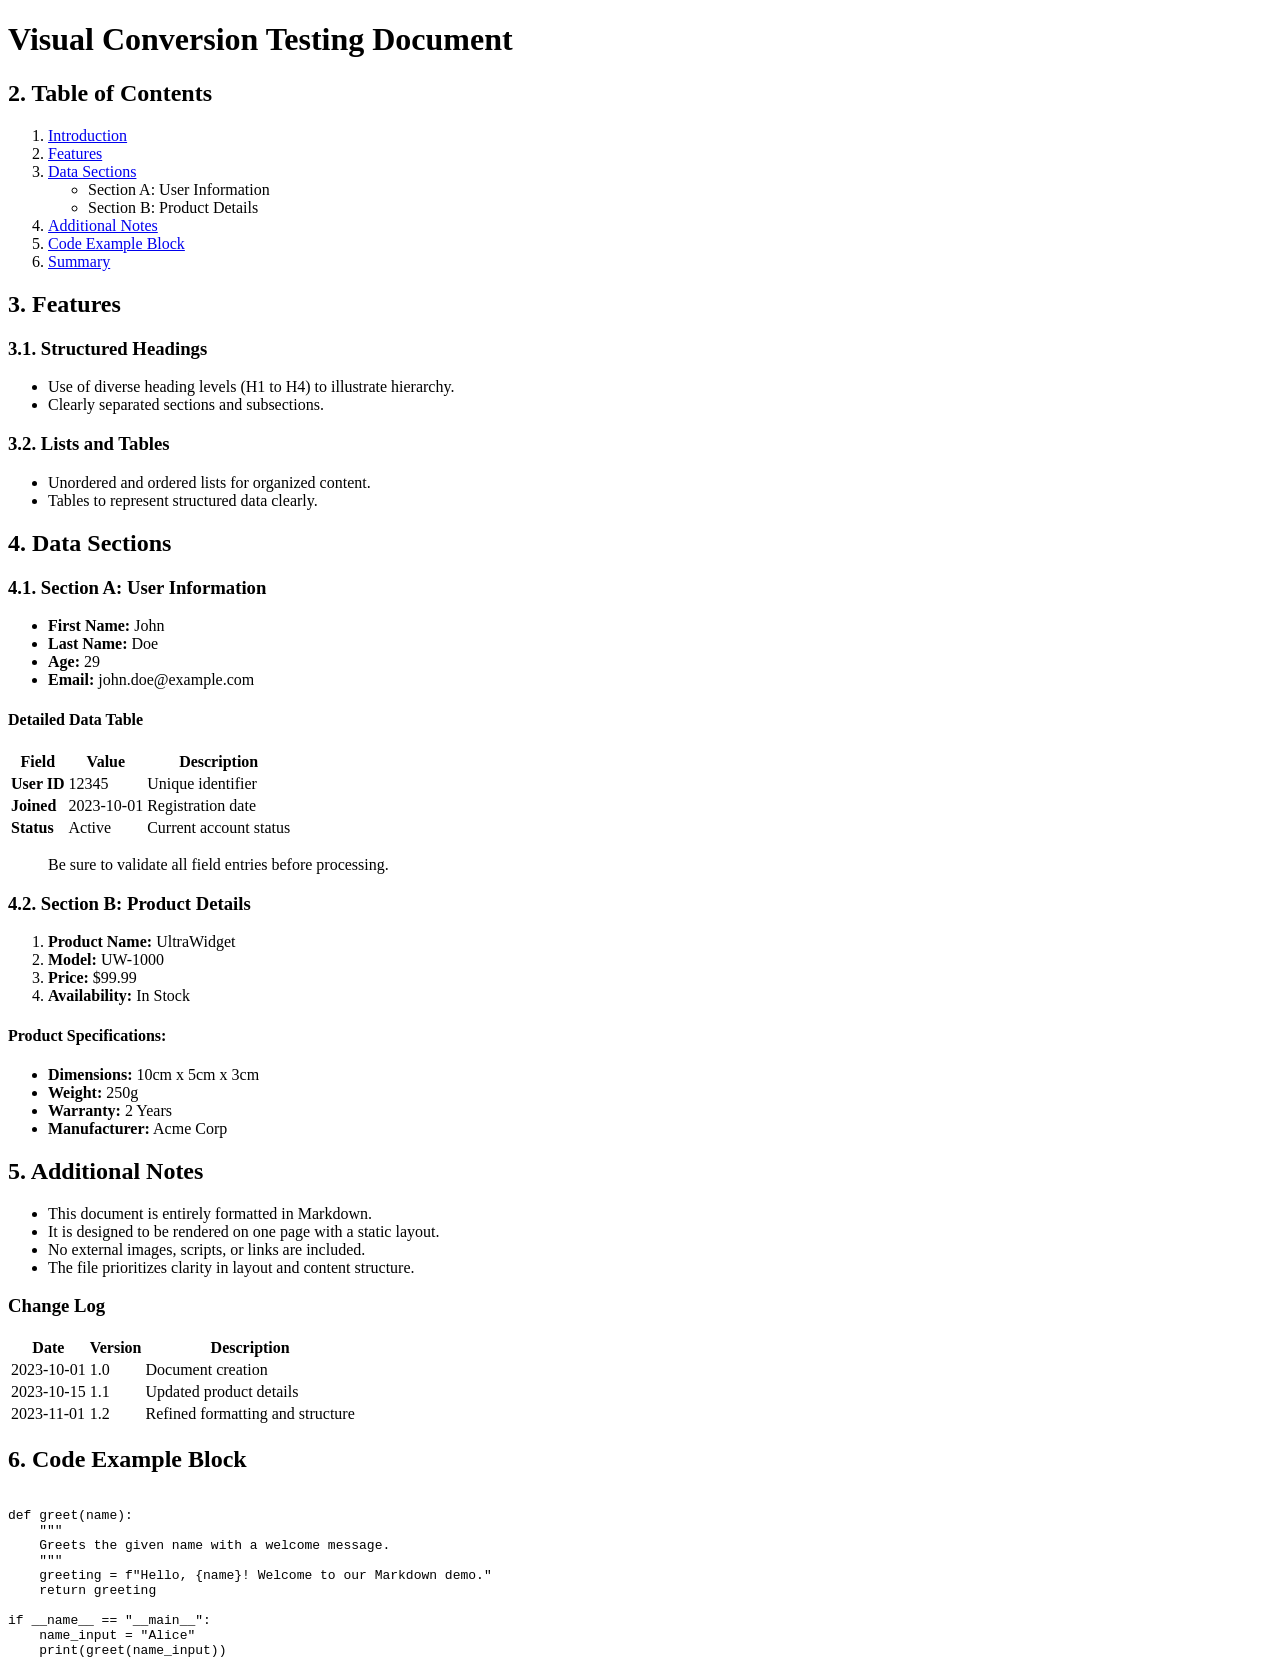 Visual Conversion Testing Document
2. Table of Contents
1. Introduction
2. Features
3. Data Sections
Section A: User Information
Section B: Product Details
4. Additional Notes
5. Code Example Block
6. Summary
3. Features
3.1. Structured Headings
Use of diverse heading levels (H1 to H4) to illustrate hierarchy.
Clearly separated sections and subsections.
3.2. Lists and Tables
Unordered and ordered lists for organized content.
Tables to represent structured data clearly.
4. Data Sections
4.1. Section A: User Information
First Name: John
Last Name: Doe
Age: 29
Email: john.doe@example.com
Detailed Data Table
Field Value Description
User ID 12345 Unique identifier
Joined 2023-10-01 Registration date
Status Active Current account status
Be sure to validate all field entries before processing.
4.2. Section B: Product Details
1. Product Name: UltraWidget
2. Model: UW-1000
3. Price: $99.99
4. Availability: In Stock
Product Specifications:
Dimensions: 10cm x 5cm x 3cm
Weight: 250g
Warranty: 2 Years
Manufacturer: Acme Corp
5. Additional Notes
This document is entirely formatted in Markdown.
It is designed to be rendered on one page with a static layout.
No external images, scripts, or links are included.
The file prioritizes clarity in layout and content structure.
Change Log
Date Version Description
2023-10-01 1.0 Document creation
2023-10-15 1.1 Updated product details
2023-11-01 1.2 Refined formatting and structure
6. Code Example Block
def greet(name):
    """
    Greets the given name with a welcome message.
    """
    greeting = f"Hello, {name}! Welcome to our Markdown demo."
    return greeting
if __name__ == "__main__":
    name_input = "Alice"
    print(greet(name_input))